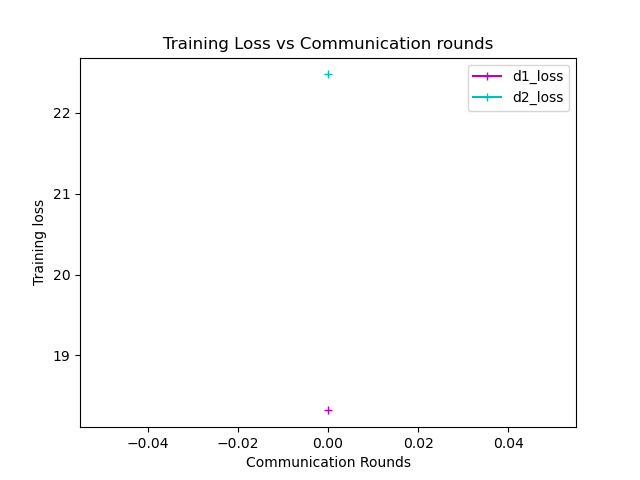 Training Loss vs Communication rounds
d1_loss
d2_loss
22
21
20
19
Training loss
−0.04
−0.02
0.00
0.02
0.04
Communication Rounds